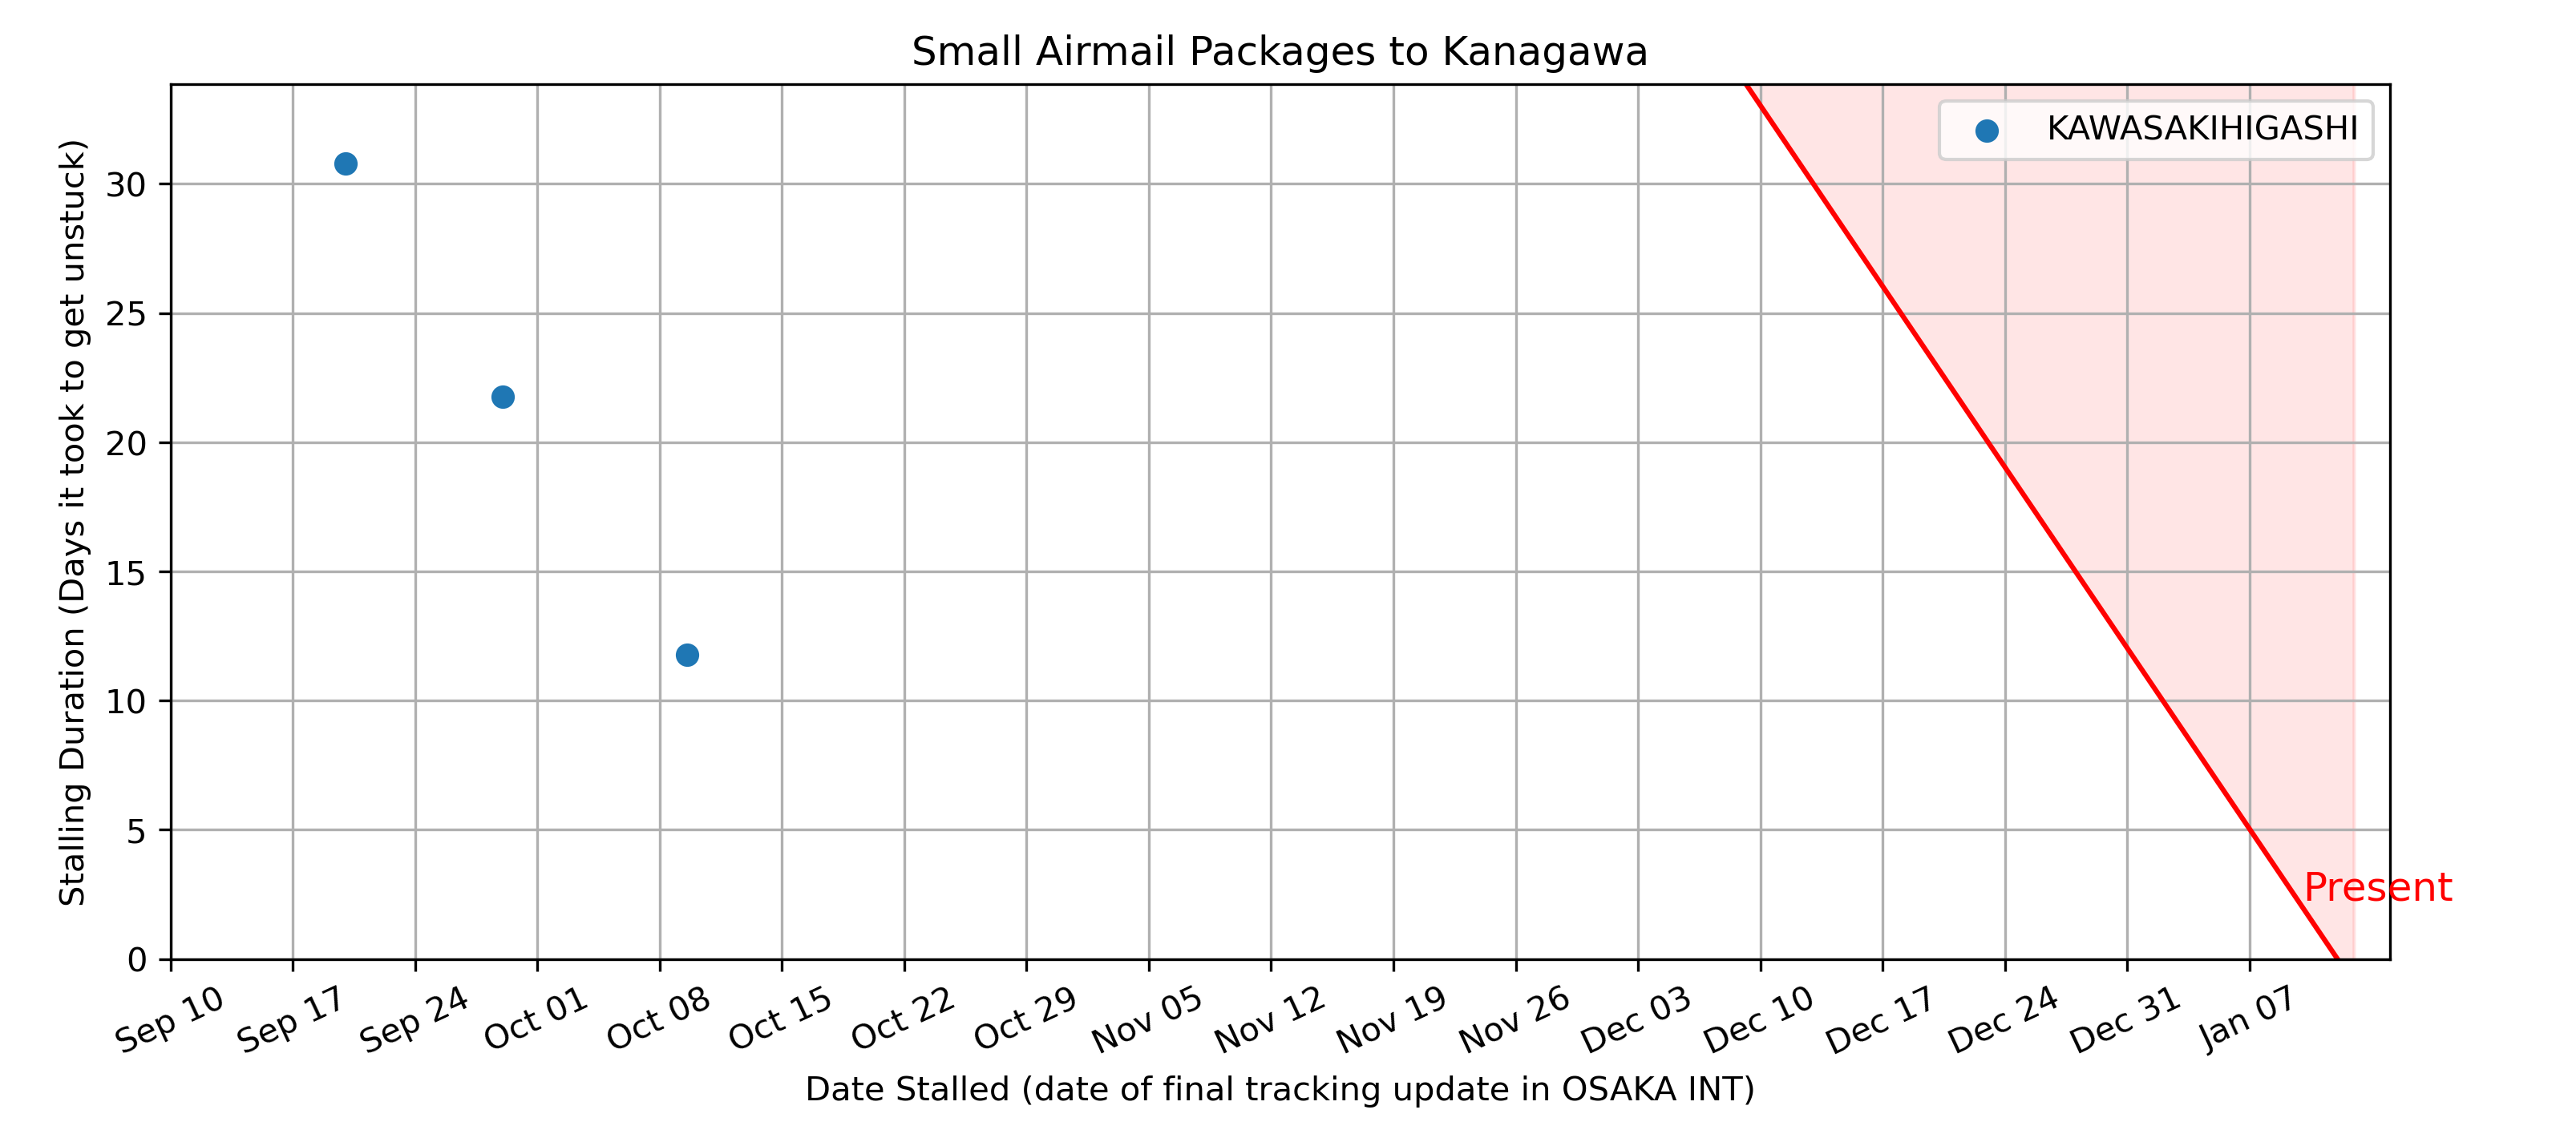 Small Airmail Packages to Kanagawa
KAWASAKIHIGASHI
Stalling Duration (Days it took to get unstuck)
30
25
20
15
10
5
0
Present
Sep 10 Sep 17 Sep 24 Oct 01 Oct 08 Oct 15 Oct 22 Oct 29 Nov 05 Nov 12 Nov 19 Nov 26 Dec 03 Dec 10 Dec 17 Dec 24 Dec 31 Jan 07
Date Stalled (date of final tracking update in OSAKA INT)